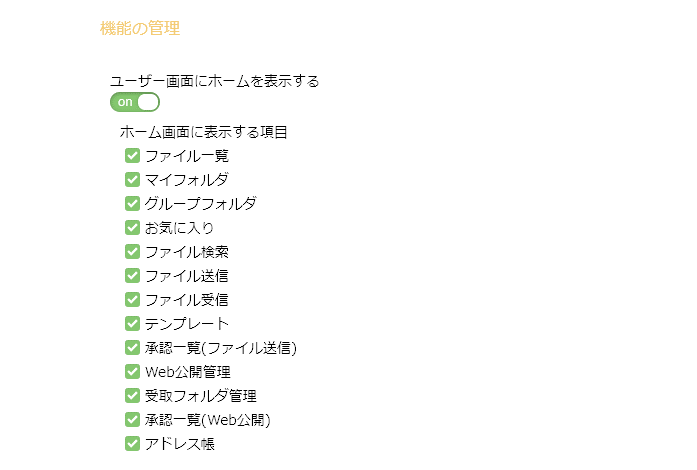 機能の管理
ユーザー画面にホームを表示する
on
ホーム画面に表示する項目
ファイル一覧
マイフォルダ
グループフォルダ
お気に入り
ファイル検索
ファイル送信
ファイル受信
テンプレート
承認一覧(ファイル送信)
Web公開管理
受取フォルダ管理
承認一覧(Web公開)
アドレス帳